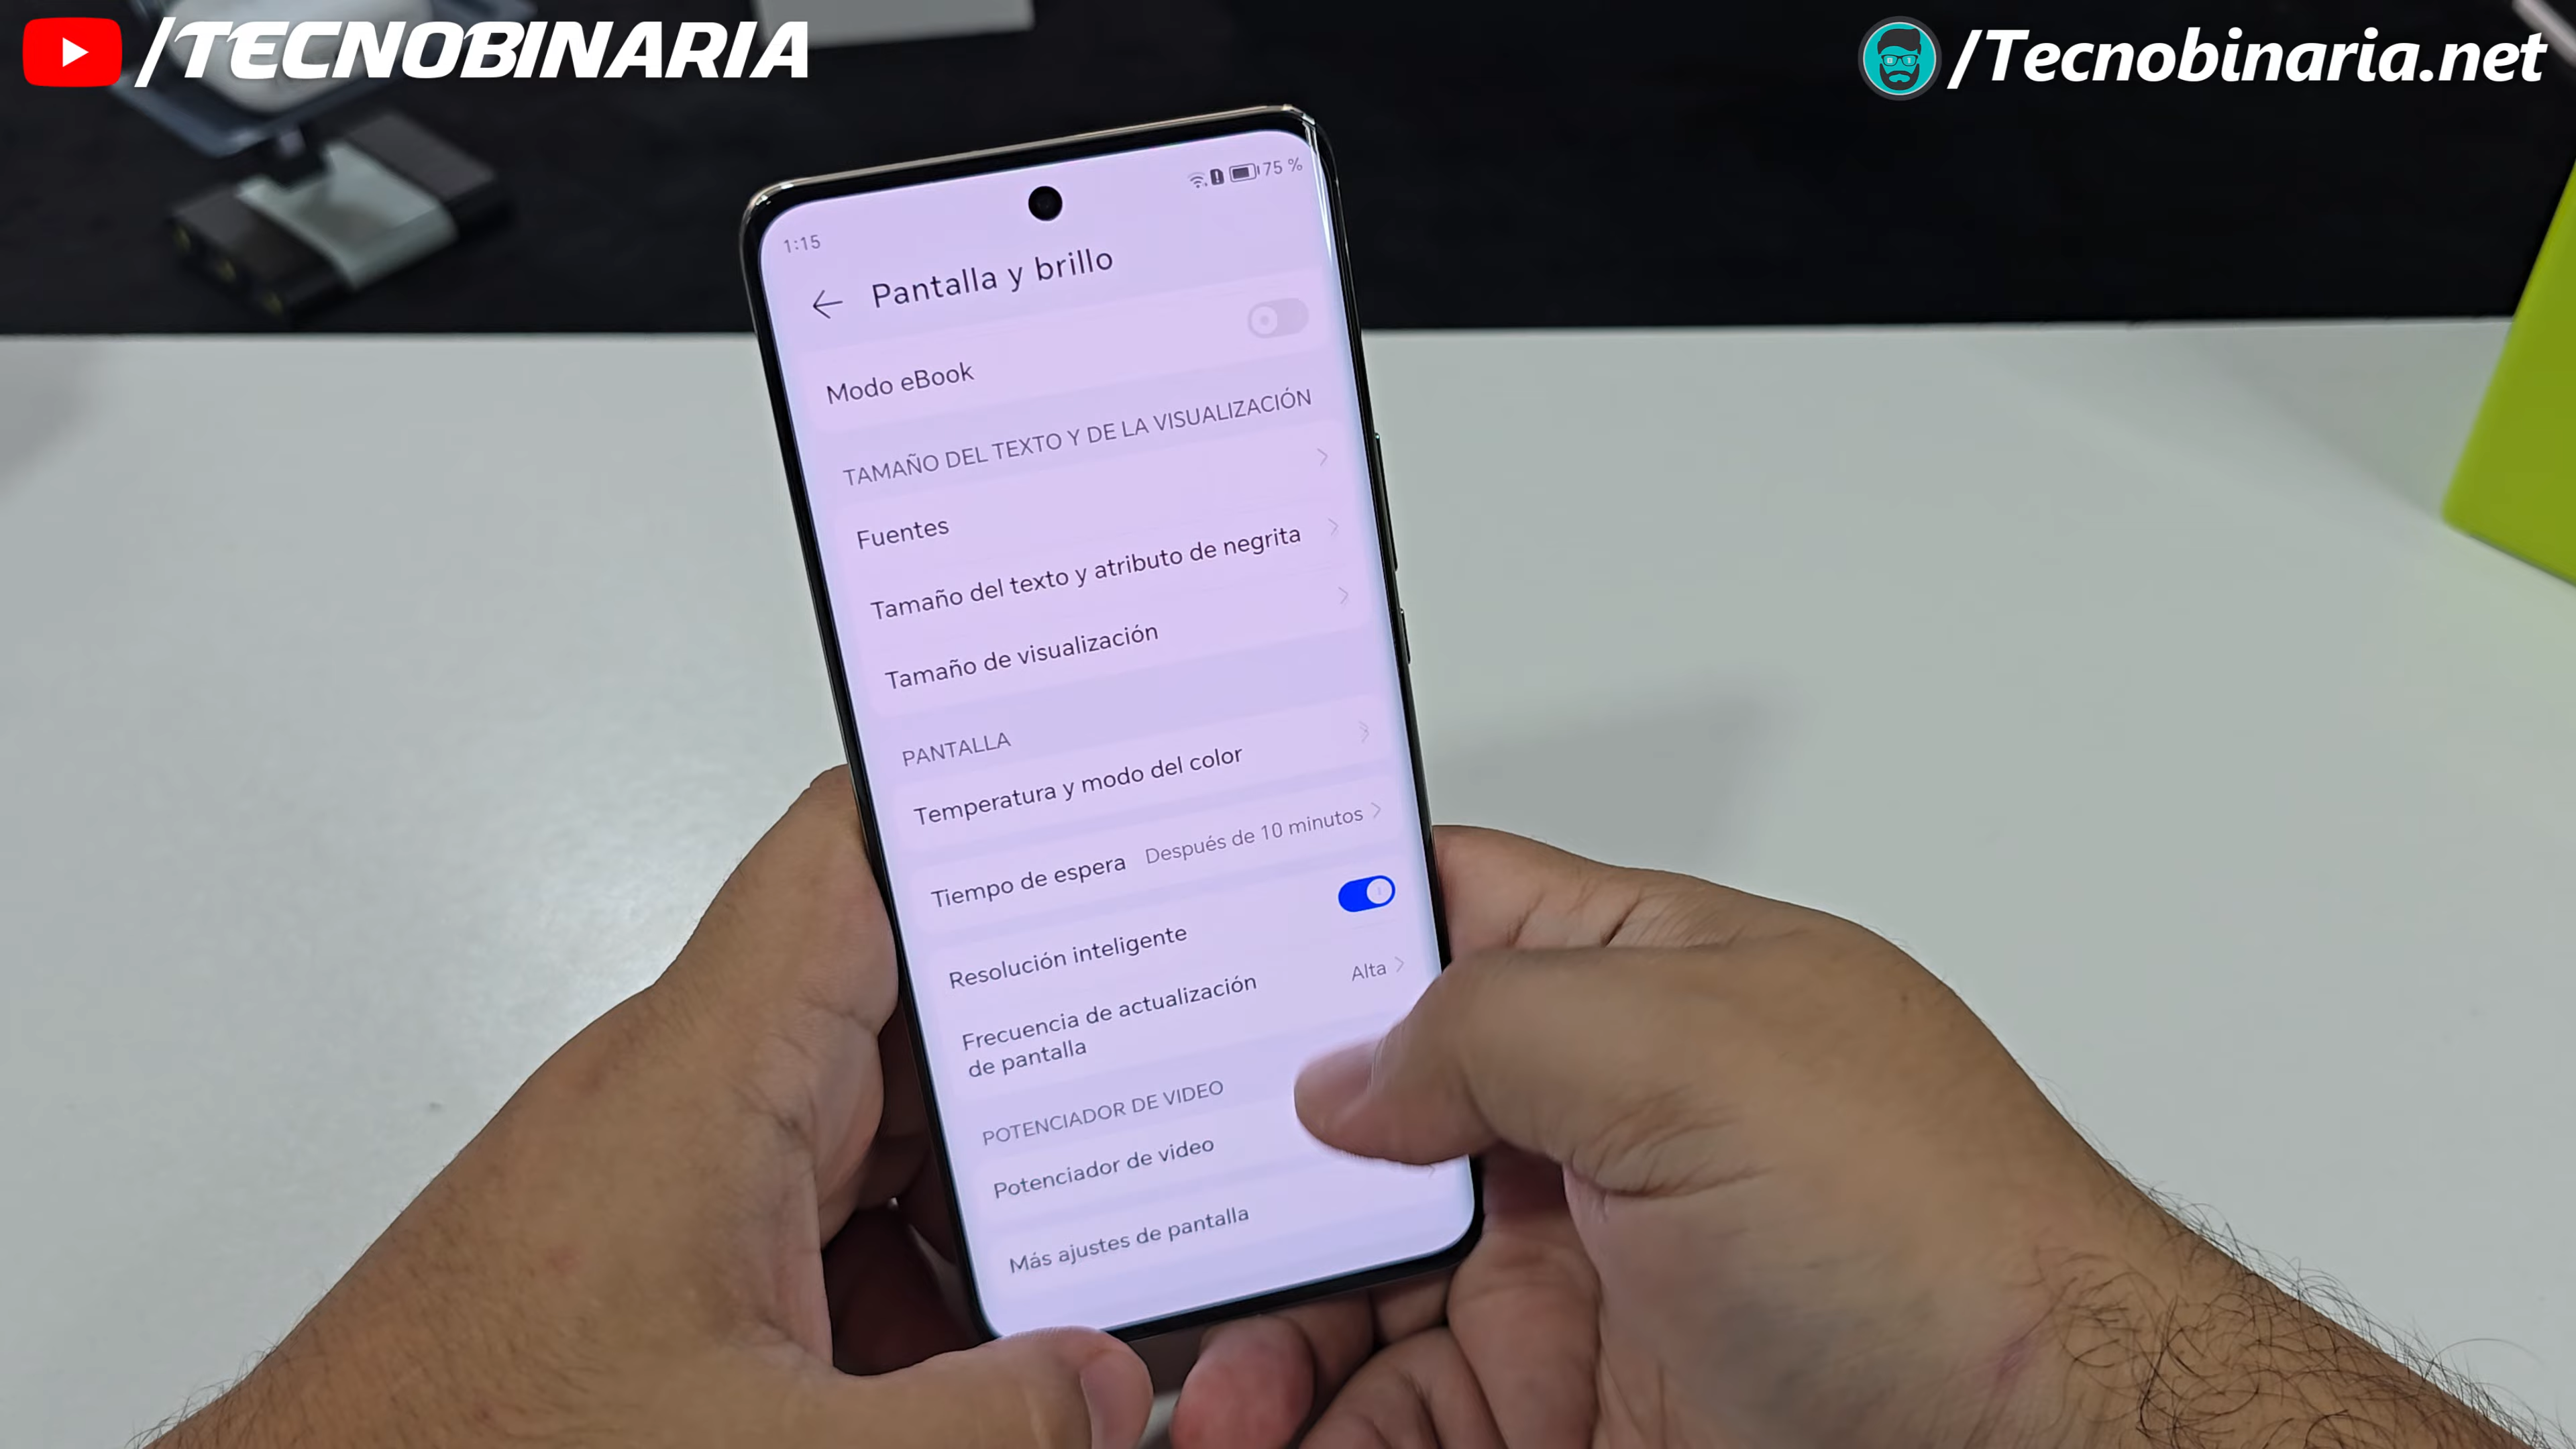 /TECNOBINARIA
/Tecnobinaria.net
75 %
1:15
Pantalla y brillo
Modo eBook
TAMAÑO DEL TEXTO Y DE LA VISUALIZACIÓN
Fuentes
Tamaño del texto y atributo de negrita
Tamaño de visualización
PANTALLA
Temperatura y modo del color
Tiempo de espera Después de 10 minutos
Resolución inteligente
Frecuencia de actualización
de pantalla
Alta
POTENCIADOR DE VIDEO
Potenciador de video
Más ajustes de pantalla